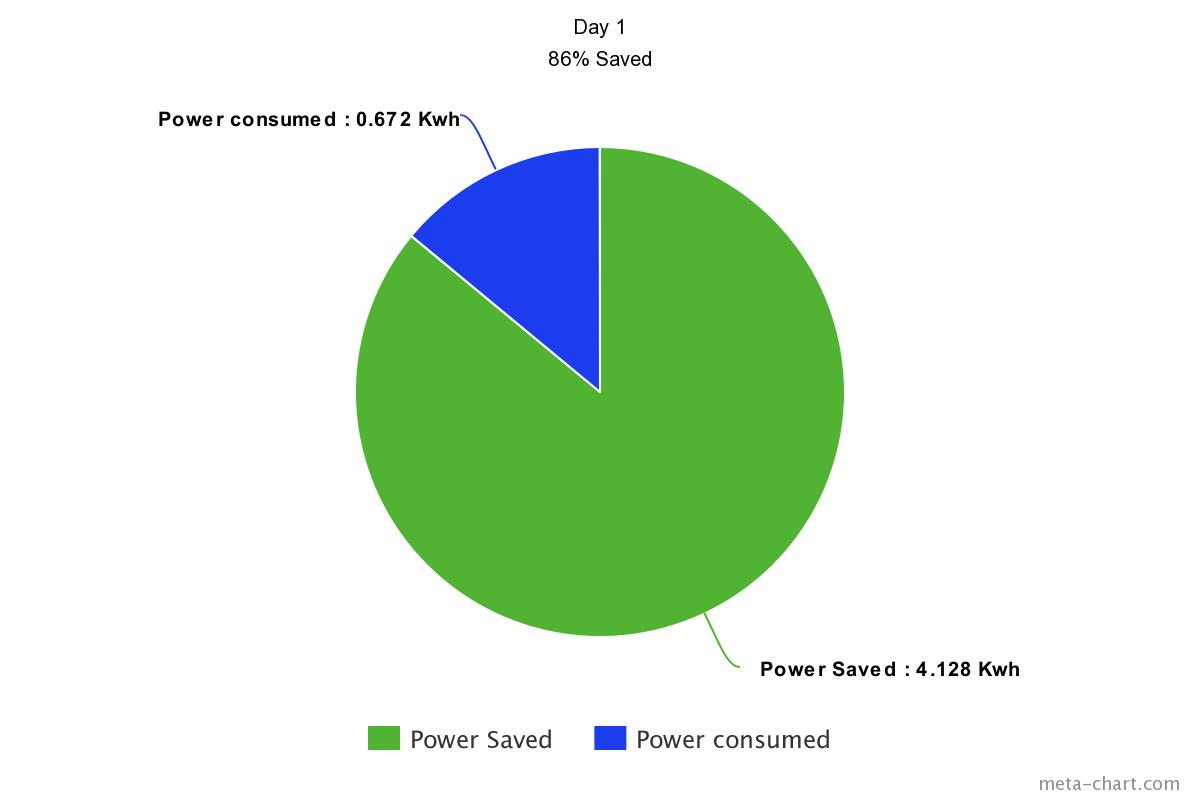 Day 1
86% Saved
Power consumed : 0.672 Kwh
Power Saved : 4.128 Kwh
Power Saved
Power consumed
meta-chart.com